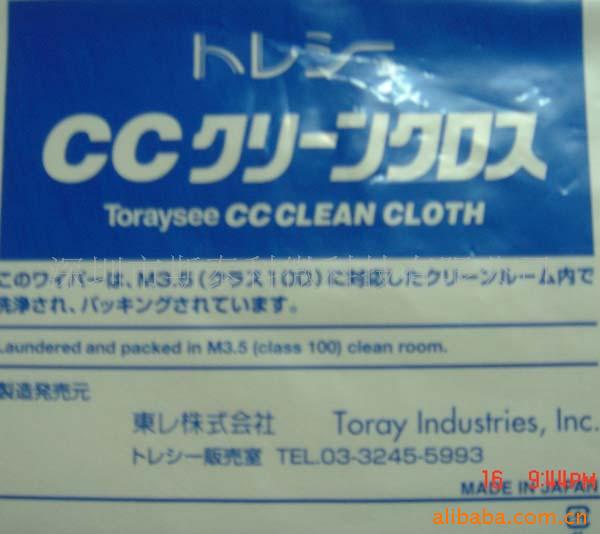 トレシー
CCクリーンクロス
Toraysee CC CLEAN CLOTH
このワイパーは、M3.5（クラス100）に対応したクリーンルーム内で
洗浄され、パッキングされています。
Laundered and packed in M3.5 (class 100) clean room.
製造発売元
東レ株式会社 Toray Industries, Inc.
トレシー販売室 TEL.03-3245-5993
16 9:44PM
MADE IN JAPAN
alibaba.com.cn